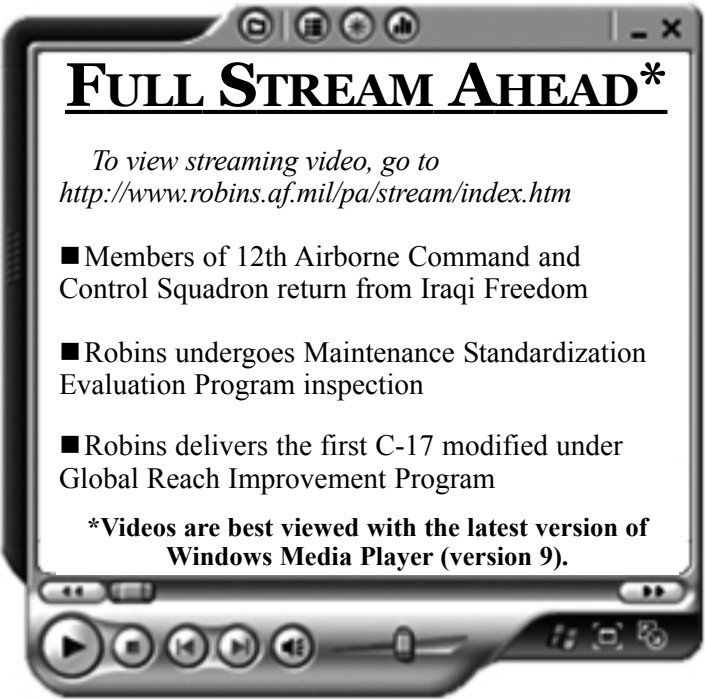 FULL STREAM AHEAD*
To view streaming video, go to
http://www.robins.af.mil/pa/stream/index.htm
■Members of 12th Airborne Command and
Control Squadron return from Iraqi Freedom
■Robins undergoes Maintenance Standardization
Evaluation Program inspection
■Robins delivers the first C-17 modified under
Global Reach Improvement Program
*Videos are best viewed with the latest version of
Windows Media Player (version 9).